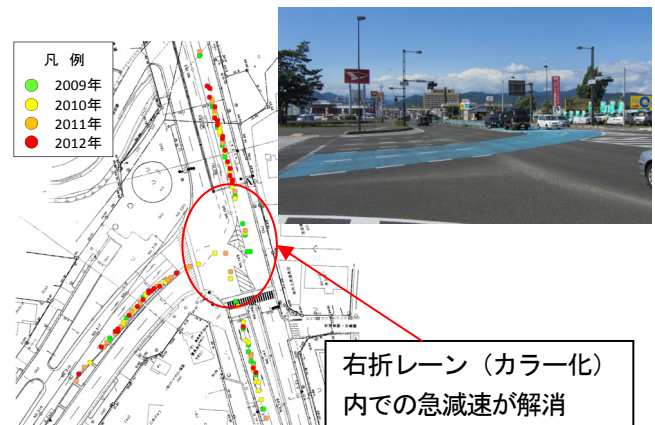 凡 例
2009年
2010年
2011年
2012年
右折レーン（カラー化）
内での急減速が解消